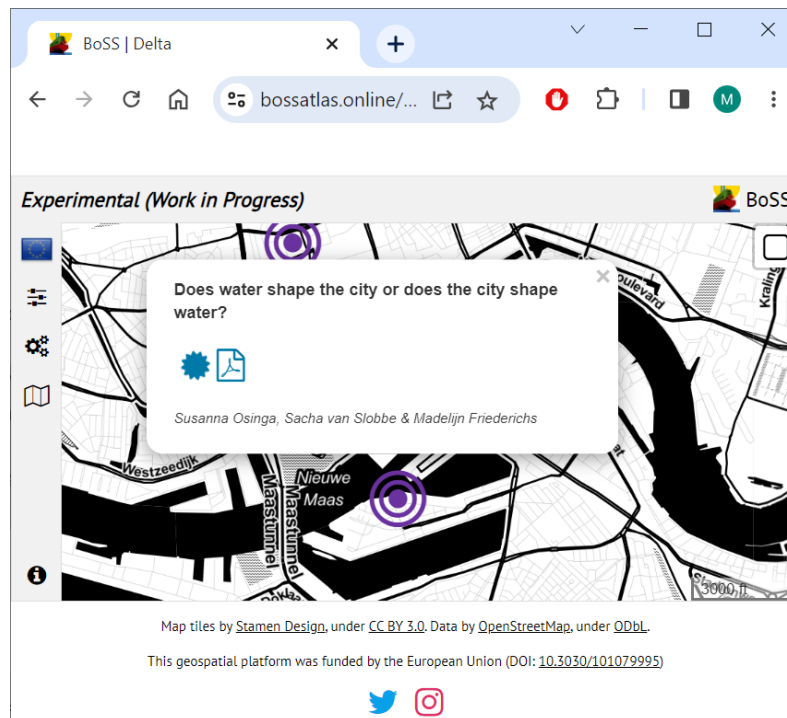 BoSS | Delta
bossatlas.online/...
M
Experimental (Work in Progress)
BoSS
Does water shape the city or does the city shape
water?
Susanna Osinga, Sacha van Slobbe & Madelijn Friederichs
oulevard
Kraling
Westzeedijk
Nieuwe
Maas
Maastunnel
Maastunnel
3000 ft
Map tiles by Stamen Design, under CC BY 3.0. Data by OpenStreetMap, under ODbL.
This geospatial platform was funded by the European Union (DOI: 10.3030/101079995)